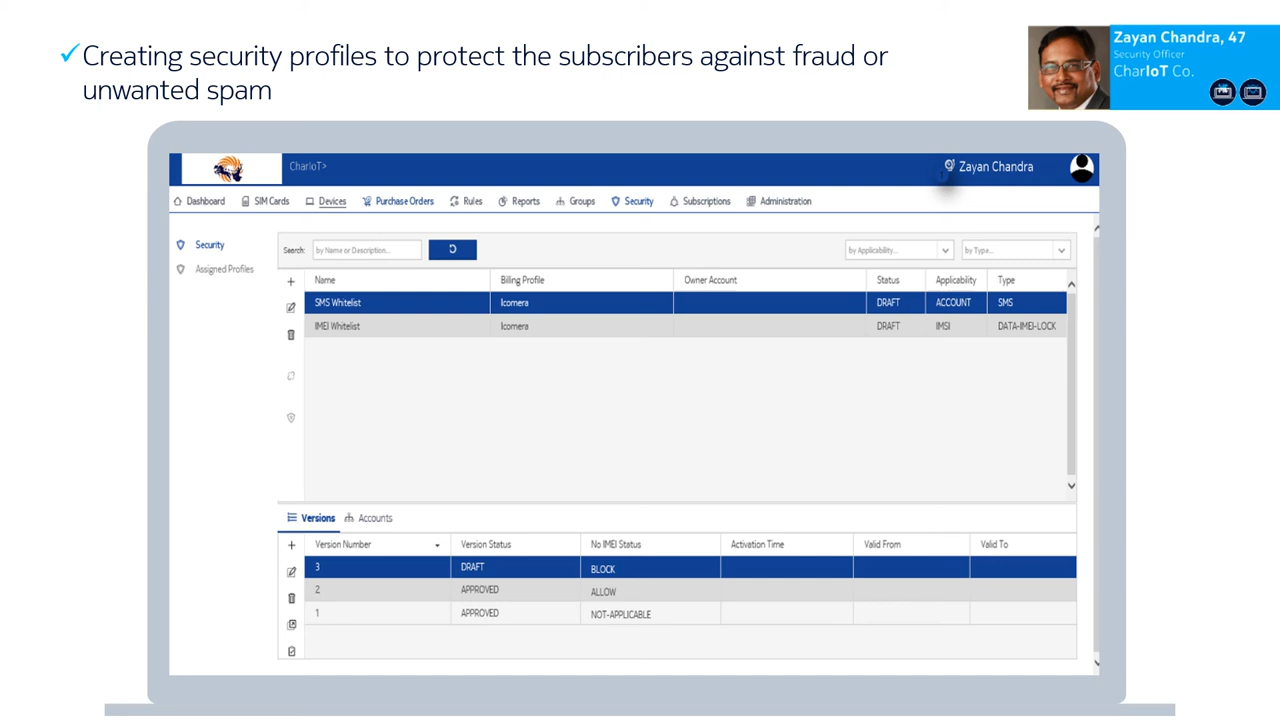 ✓Creating security profiles to protect the subscribers against fraud or
unwanted spam
Zayan Chandra, 47
Security Officer
CharIoT Co.
CharIoT>
Zayan Chandra
Dashboard SIM Cards Devices Purchase Orders Rules Reports Groups Security Subscriptions Administration
Security
Assigned Profiles
Search: by Name or Description... by Applicability... by Type...
Name Billing Profile Owner Account Status Applicability Type
SMS Whitelist Icomera DRAFT ACCOUNT SMS
IMEI Whitelist Icomera DRAFT IMSI DATA-IMEI-LOCK
Versions Accounts
Version Number Version Status No IMEI Status Activation Time Valid From Valid To
3 DRAFT BLOCK
2 APPROVED ALLOW
1 APPROVED NOT-APPLICABLE